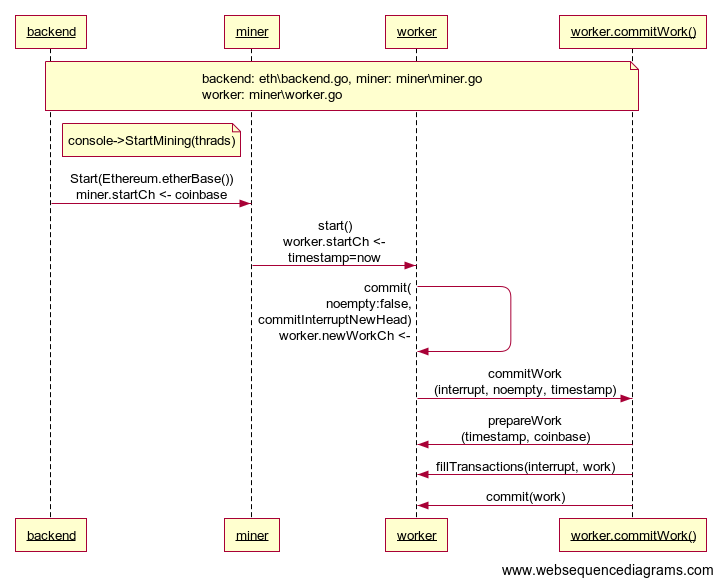 backend
miner
worker
worker.commitWork()
backend: eth\backend.go, miner: miner\miner.go
worker: miner\worker.go
console->StartMining(thrads)
Start(Ethereum.etherBase())
miner.startCh <- coinbase
start()
worker.startCh <-
timestamp=now
commit(
noempty:false,
commitInterruptNewHead)
worker.newWorkCh <-
commitWork
(interrupt, noempty, timestamp)
prepareWork
(timestamp, coinbase)
fillTransactions(interrupt, work)
commit(work)
backend
miner
worker
worker.commitWork()
www.websequencediagrams.com